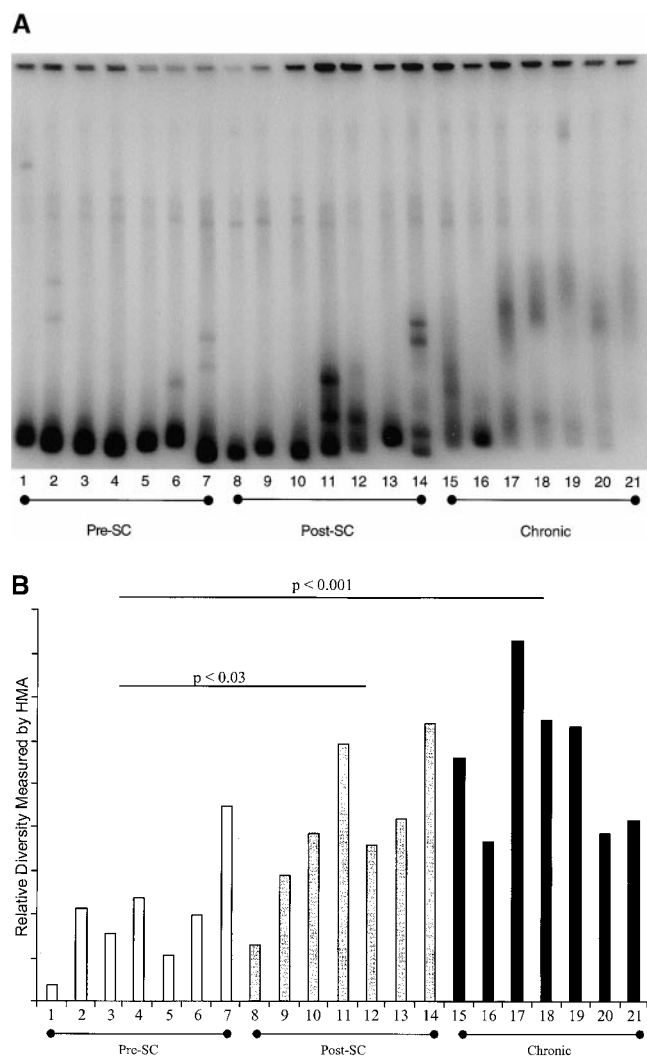 A
1 2 3 4 5 6 7 8 9 10 11 12 13 14 15 16 17 18 19 20 21
Pre-SC Post-SC Chronic
B
p < 0.001
p < 0.03
Relative Diversity Measured by HMA
1 2 3 4 5 6 7 8 9 10 11 12 13 14 15 16 17 18 19 20 21
Pre-SC Post-SC Chronic